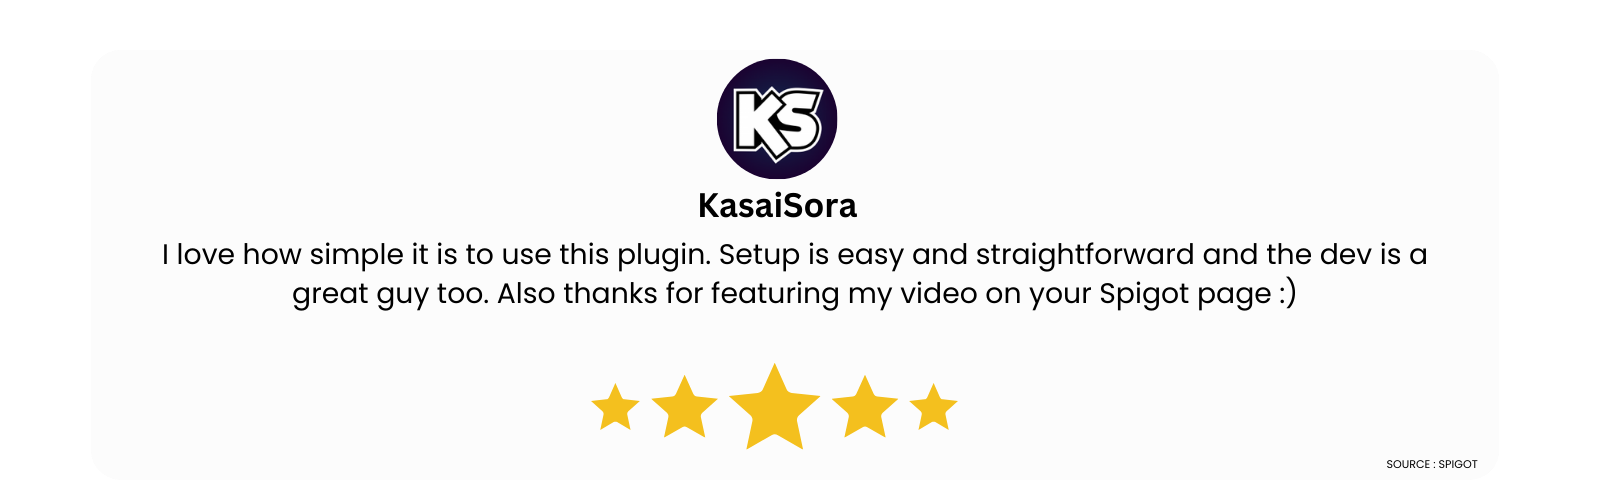 KS
KasaiSora
I love how simple it is to use this plugin. Setup is easy and straightforward and the dev is a
great guy too. Also thanks for featuring my video on your Spigot page :)
SOURCE : SPIGOT